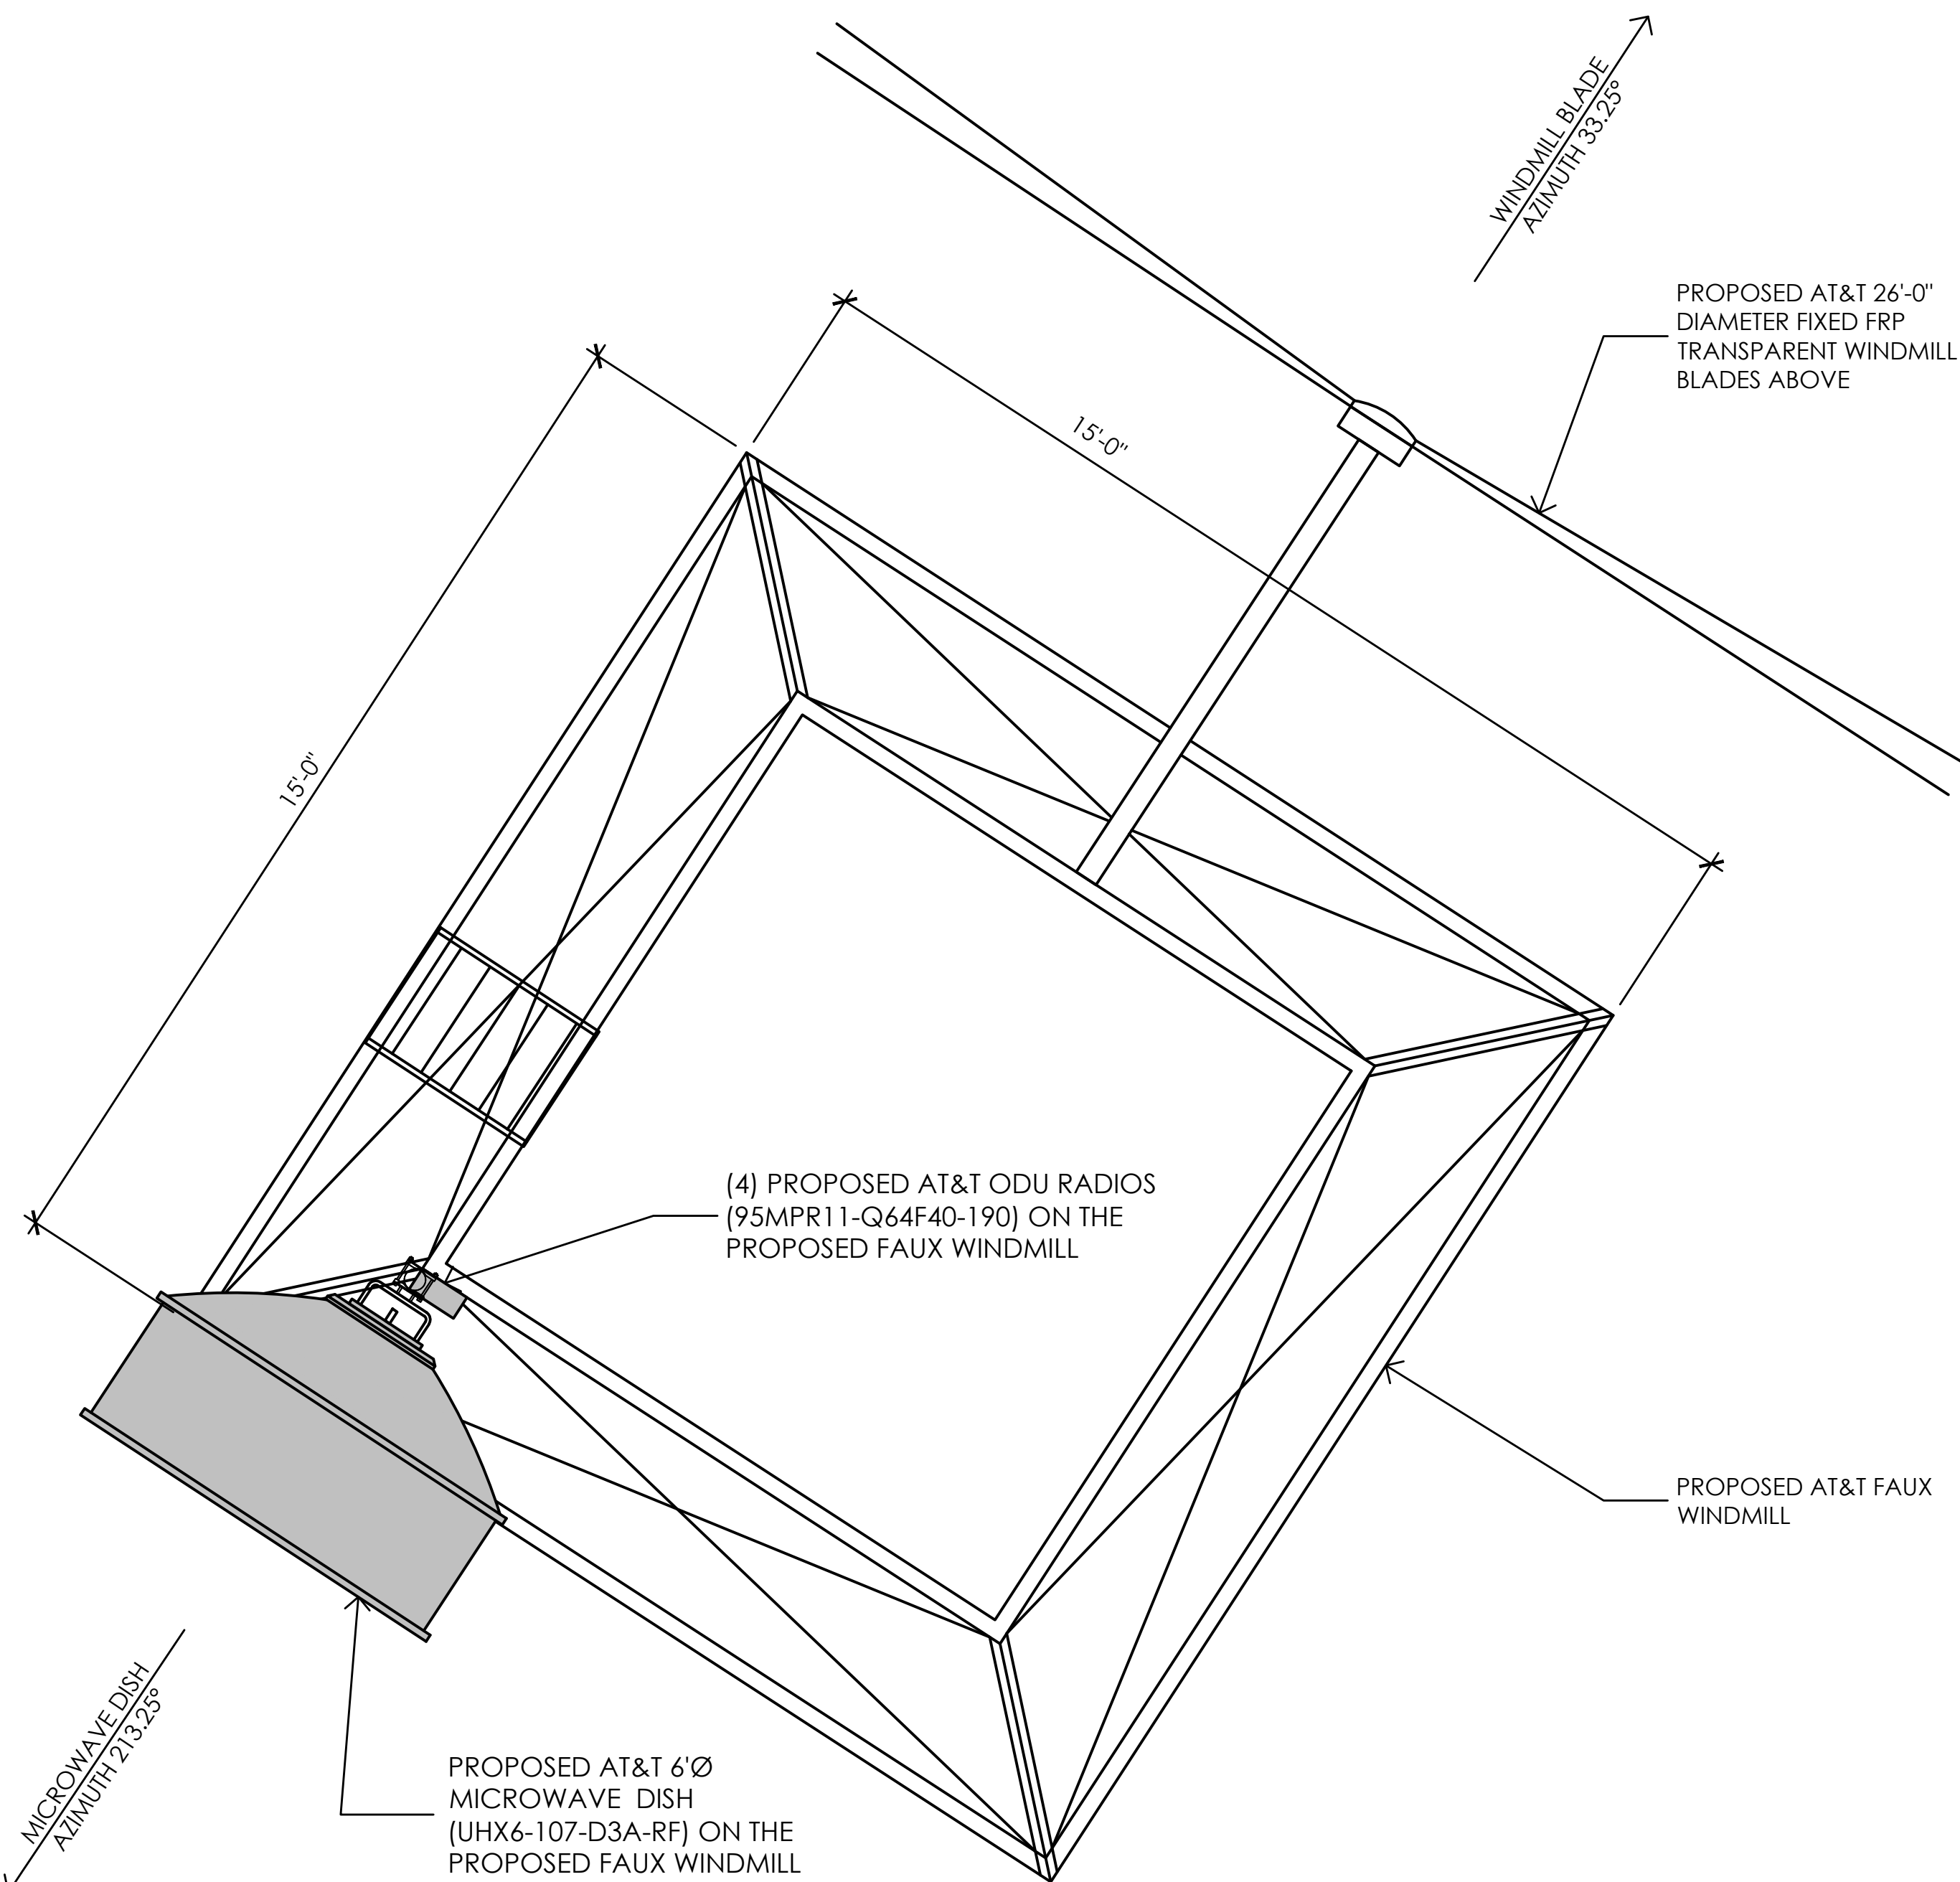 WINDMILL BLADE
AZIMUTH 33.25°
PROPOSED AT&T 26'-0"
DIAMETER FIXED FRP
TRANSPARENT WINDMILL
BLADES ABOVE
15'-0"
15'-0"
(4) PROPOSED AT&T ODU RADIOS
(95MPR11-Q64F40-190) ON THE
PROPOSED FAUX WINDMILL
PROPOSED AT&T FAUX
WINDMILL
MICROWAVE DISH
AZIMUTH 213.25°
PROPOSED AT&T 6'Ø
MICROWAVE DISH
(UHX6-107-D3A-RF) ON THE
PROPOSED FAUX WINDMILL